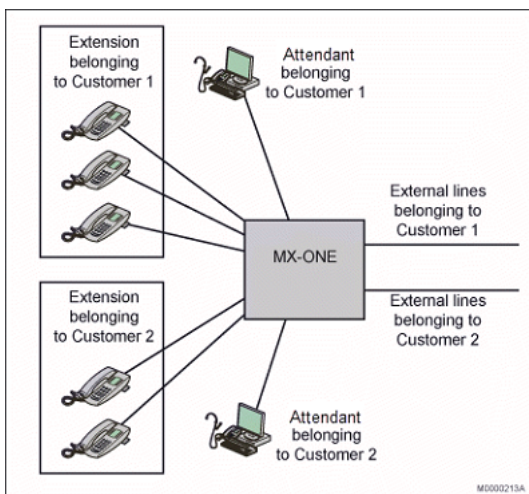 Extension
belonging
to Customer 1
Attendant
belonging
to Customer 1
External lines
belonging to
Customer 1
MX-ONE
External lines
belonging to
Customer 2
Extension
belonging
to Customer 2
Attendant
belonging
to Customer 2
M0000213A